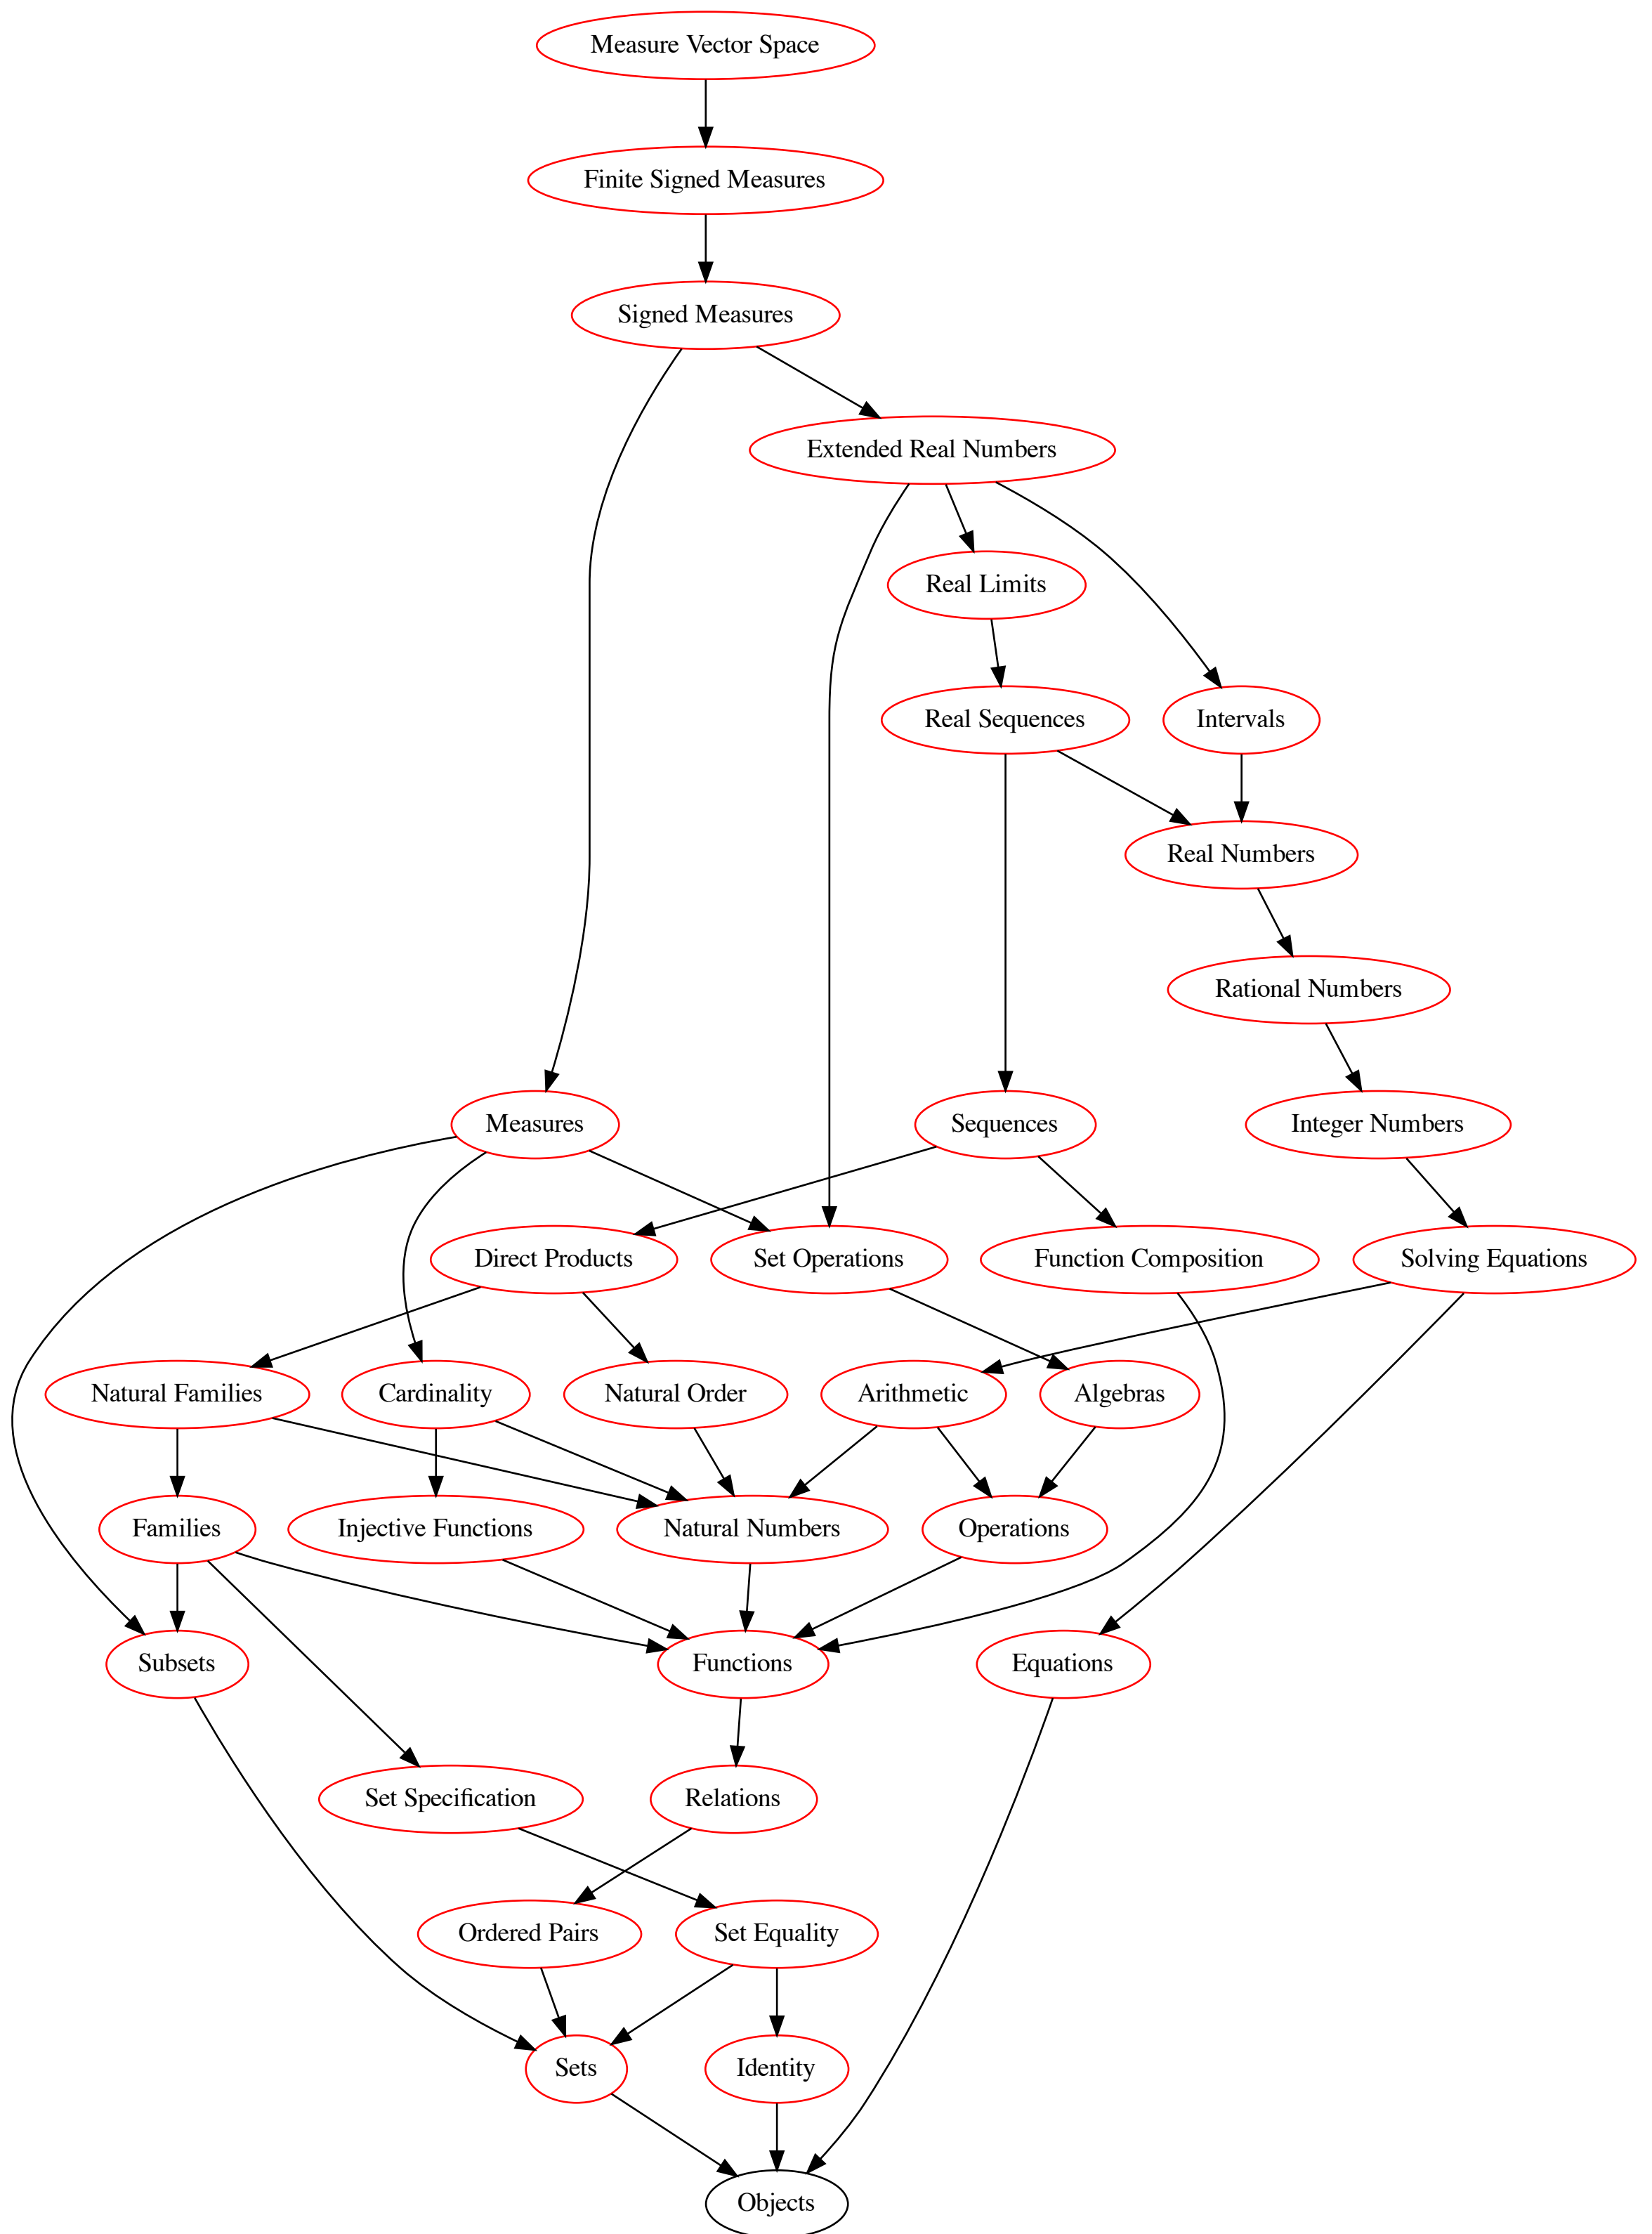 Measure Vector Space
Finite Signed Measures
Signed Measures
Extended Real Numbers
Real Limits
Real Sequences
Intervals
Real Numbers
Rational Numbers
Measures
Sequences
Integer Numbers
Direct Products
Set Operations
Function Composition
Solving Equations
Natural Families
Cardinality
Natural Order
Arithmetic
Algebras
Families
Injective Functions
Natural Numbers
Operations
Subsets
Functions
Equations
Set Specification
Relations
Ordered Pairs
Set Equality
Sets
Identity
Objects